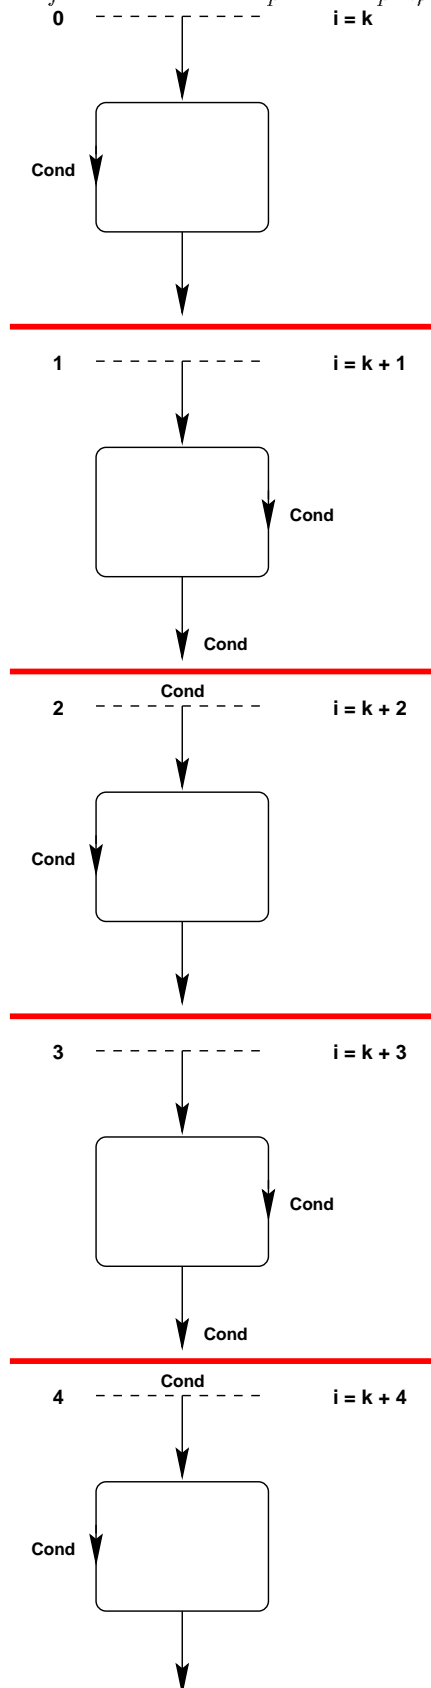 0 i = k
Cond
1 i = k + 1
Cond
Cond
Cond
2 i = k + 2
Cond
3 i = k + 3
Cond
Cond
Cond
4 i = k + 4
Cond